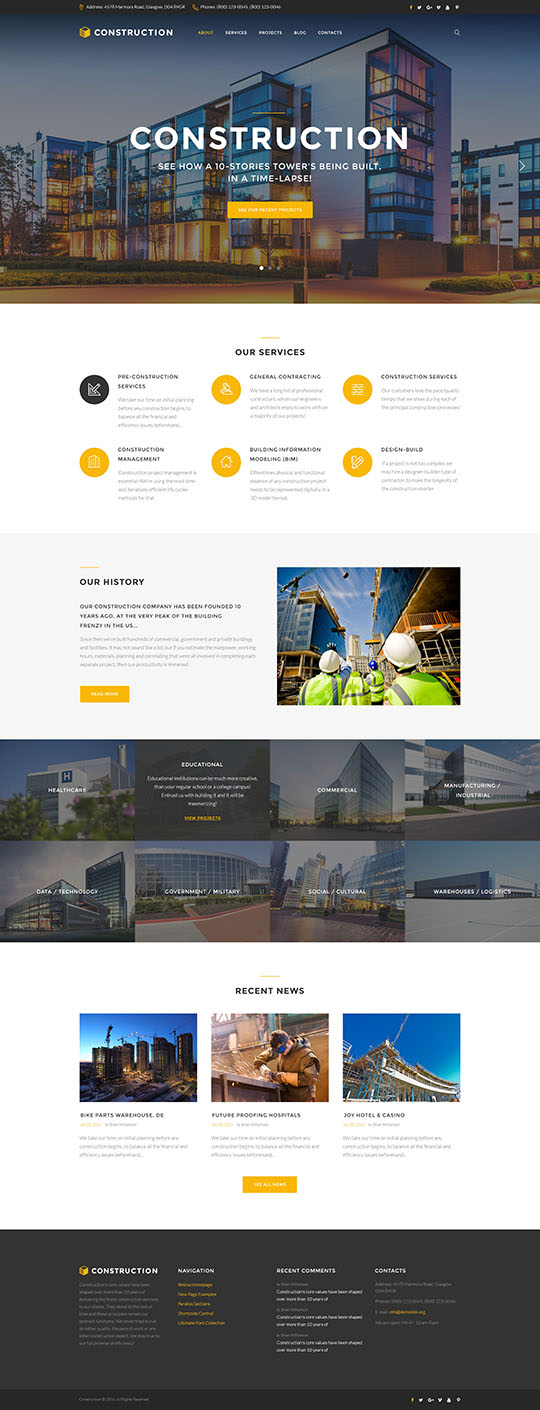 Address: 4578 Marmora Road, Glasgow, D04 89GR
Phones: (800) 123-0045; (800) 123-0046
CONSTRUCTION
ABOUT
SERVICES
PROJECTS
BLOG
CONTACTS
CONSTRUCTION
SEE HOW A 10-STORIES TOWER'S BEING BUILT,
IN A TIME-LAPSE!
SEE OUR RECENT PROJECTS
OUR SERVICES
PRE-CONSTRUCTION
SERVICES
We take our time on initial planning
before any construction begins, to
balance all the financial and
efficiency issues beforehand...
GENERAL CONTRACTING
We have a long list of professional
contractors, whom our engineers
and architects enjoy to work with on
a majority of our projects!
CONSTRUCTION SERVICES
Our customers love the pace/quality
tempo that we show during each of
the principal construction processes!
CONSTRUCTION
MANAGEMENT
Construction project management is
essential. We're using the most time
and iterations efficient life cycles
methods for that.
BUILDING INFORMATION
MODELING (BIM)
Oftentimes physical and functional
essence of any construction project
needs to be represented digitally, in a
3D model format.
DESIGN-BUILD
If a project is not too complex, we
may hire a designer-builder type of
contractor, to make the longevity of
the construction shorter
OUR HISTORY
OUR CONSTRUCTION COMPANY HAS BEEN FOUNDED 10
YEARS AGO, AT THE VERY PEAK OF THE BUILDING
FRENZY IN THE US...
Since then we've built hundreds of commercial, government and private buildings
and facilities. It may not sound like a lot, but if you estimate the manpower, working
hours, materials, planning and correlating that were all involved in completing each
separate project, then our productivity is immense!
READ MORE
HEALTHCARE
EDUCATIONAL
Educational institutions can be much more creative,
than your regular school or a college campus!
Entrust us with building it and it will be
mesmerizing!
VIEW PROJECTS
COMMERCIAL
MANUFACTURING /
INDUSTRIAL
DATA / TECHNOLOGY
GOVERNMENT / MILITARY
SOCIAL / CULTURAL
WAREHOUSES / LOGISTICS
RECENT NEWS
BIKE PARTS WAREHOUSE, DE
by Brian Williamson
We take our time on initial planning before any
construction begins, to balance all the financial and
efficiency issues beforehand...
FUTURE PROOFING HOSPITALS
by Brian Williamson
We take our time on initial planning before any
construction begins, to balance all the financial and
efficiency issues beforehand...
JOY HOTEL & CASINO
by Brian Williamson
We take our time on initial planning before any
construction begins, to balance all the financial and
efficiency issues beforehand...
SEE ALL NEWS
CONSTRUCTION
Construction's core values have been
shaped over more than 10 years of
delivering the finest construction services
to our clients. They stood to the test of
time and these principles remain our
bedrock. We never tried to cut
on either quality, the pace of work or any
other construction aspect. We stay true to
our full promise of efficiency!
NAVIGATION
Retina Homepage
New Page Examples
Parallax Sections
Shortcode Central
Ultimate Font Collection
RECENT COMMENTS
by Brian Williamson
Construction's core values have been shaped
over more than 10 years of
by Brian Williamson
Construction's core values have been shaped
over more than 10 years of
by Brian Williamson
Construction's core values have been shaped
over more than 10 years of
CONTACTS
Address: 4578 Marmora Road, Glasgow,
D04 89GR
Phones: (800) 123-0045; (800) 123-0046
E-mail: info@demolink.org
We are open: Mn-Fr: 10 am-8 pm
Construction © 2016. All Rights Reserved